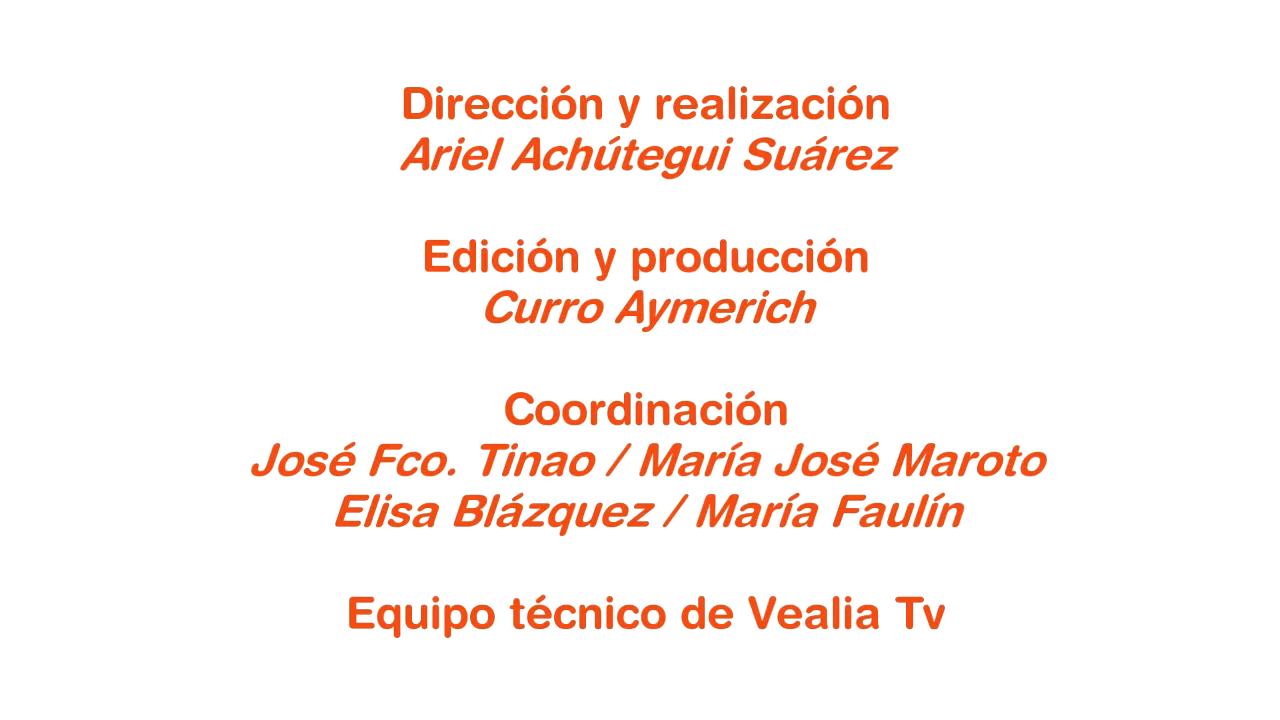 Dirección y realización
Ariel Achútegui Suárez
Edición y producción
Curro Aymerich
Coordinación
José Fco. Tinao / María José Maroto
Elisa Blázquez / María Faulín
Equipo técnico de Vealia Tv